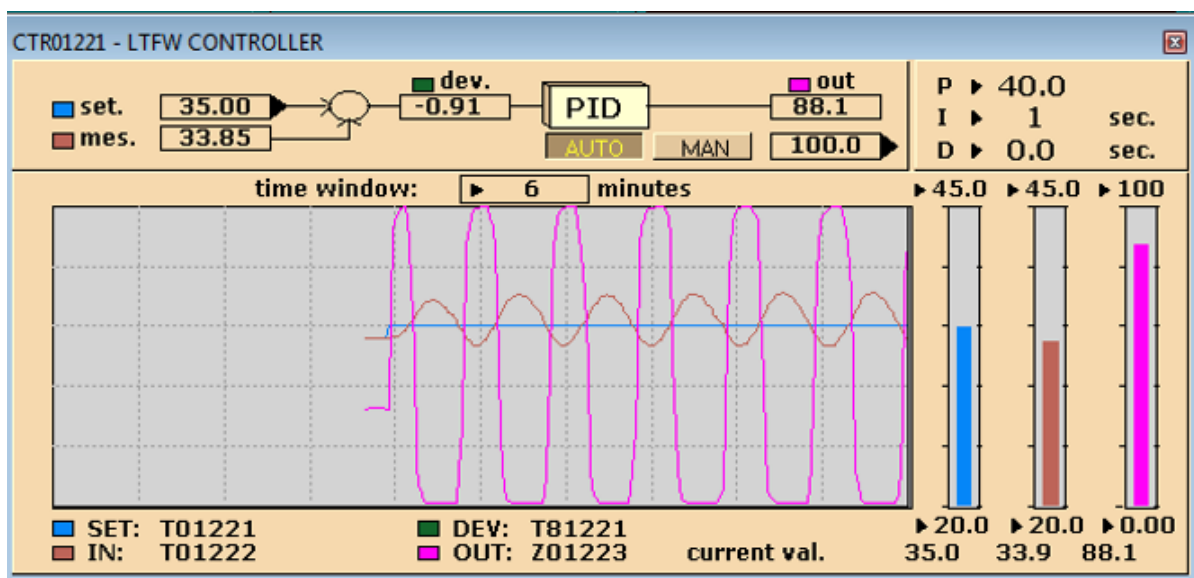 CTR01221 - LTFW CONTROLLER
set. 35.00 dev. -0.91 PID out 88.1
mes. 33.85 AUTO MAN 100.0
P 40.0
I 1 sec.
D 0.0 sec.
time window: 6 minutes
45.0 45.0 100
SET: T01221 DEV: T81221 20.0 20.0 0.00
IN: T01222 OUT: Z01223 current val. 35.0 33.9 88.1